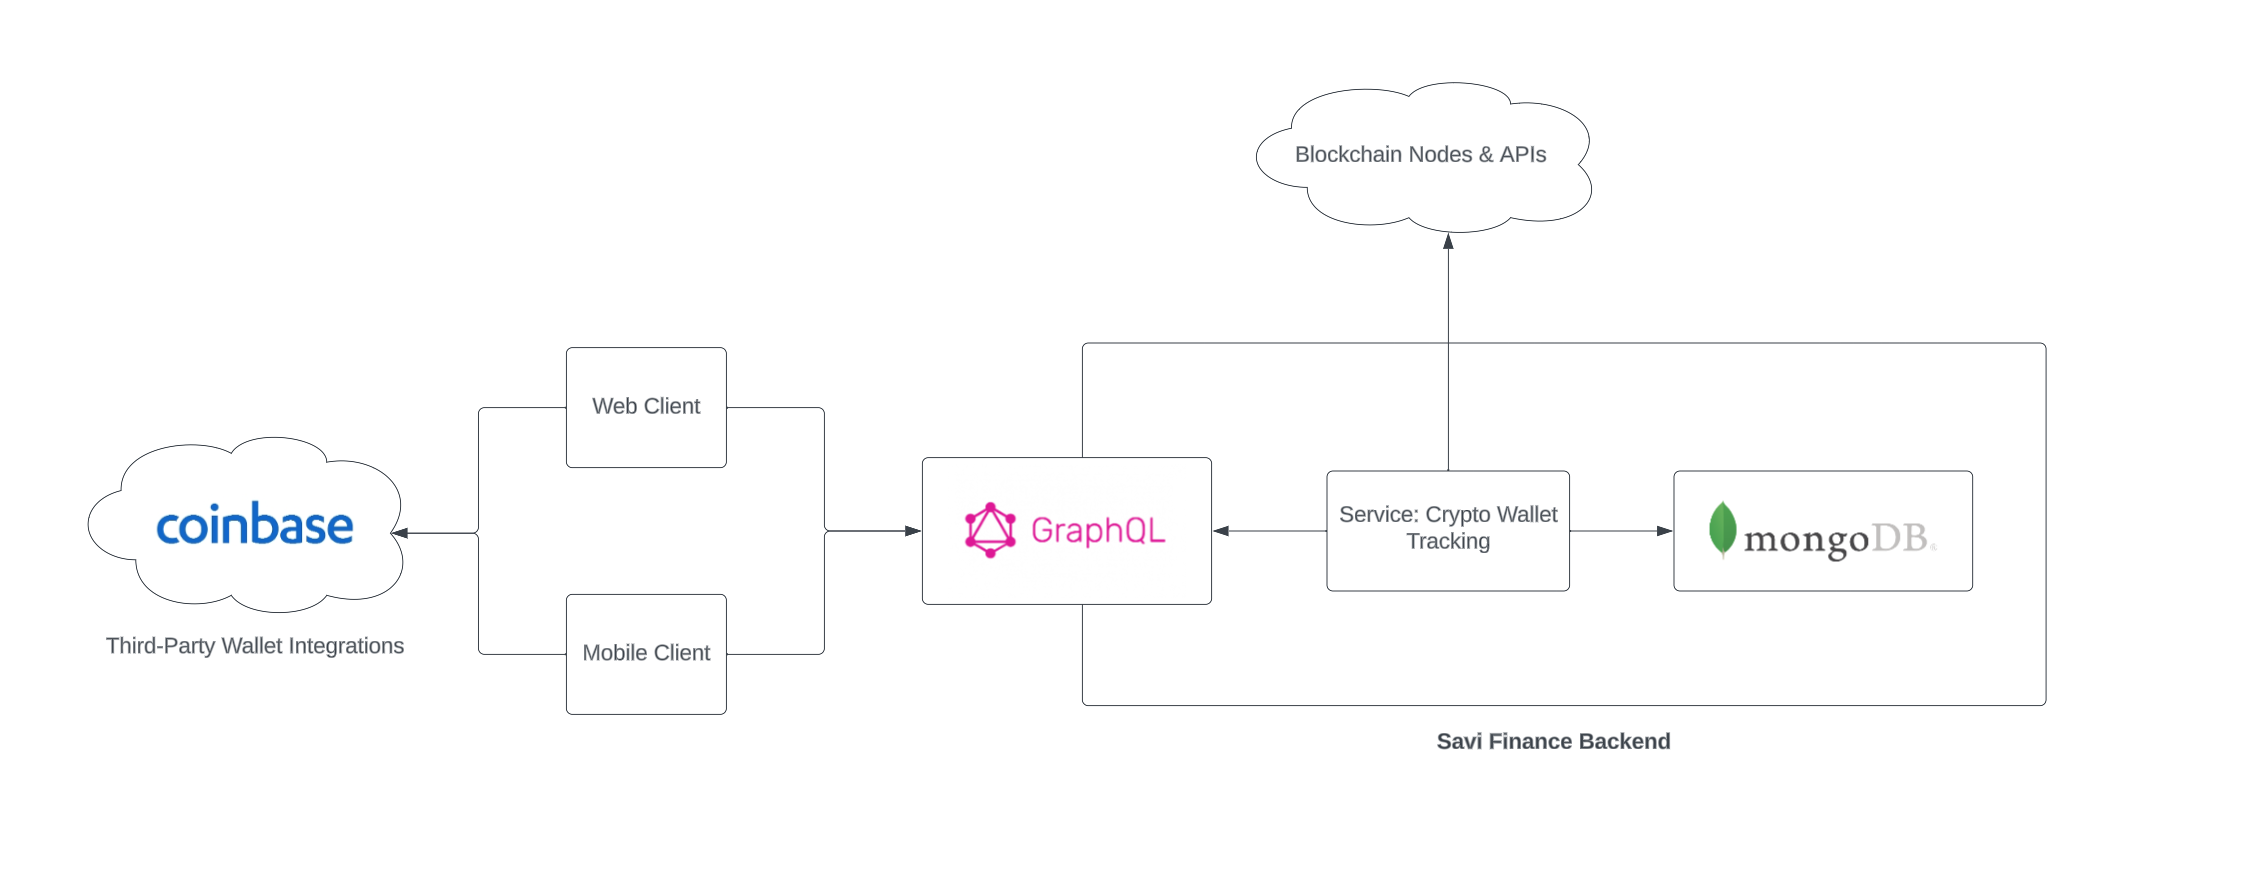 Blockchain Nodes & APIs
Web Client
coinbase
Third-Party Wallet Integrations
Mobile Client
GraphQL
Service: Crypto Wallet
Tracking
mongoDB®
Savi Finance Backend